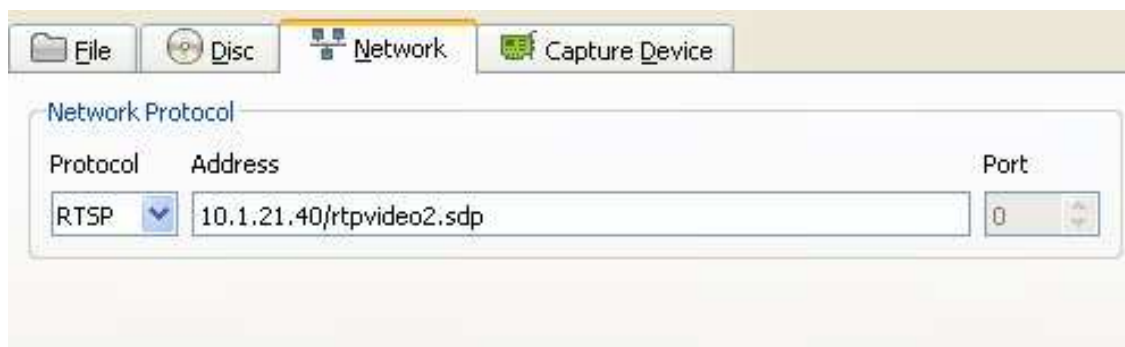 File Disc Network Capture Device
Network Protocol
Protocol Address Port
RTSP 10.1.21.40/rtpvideo2.sdp 0